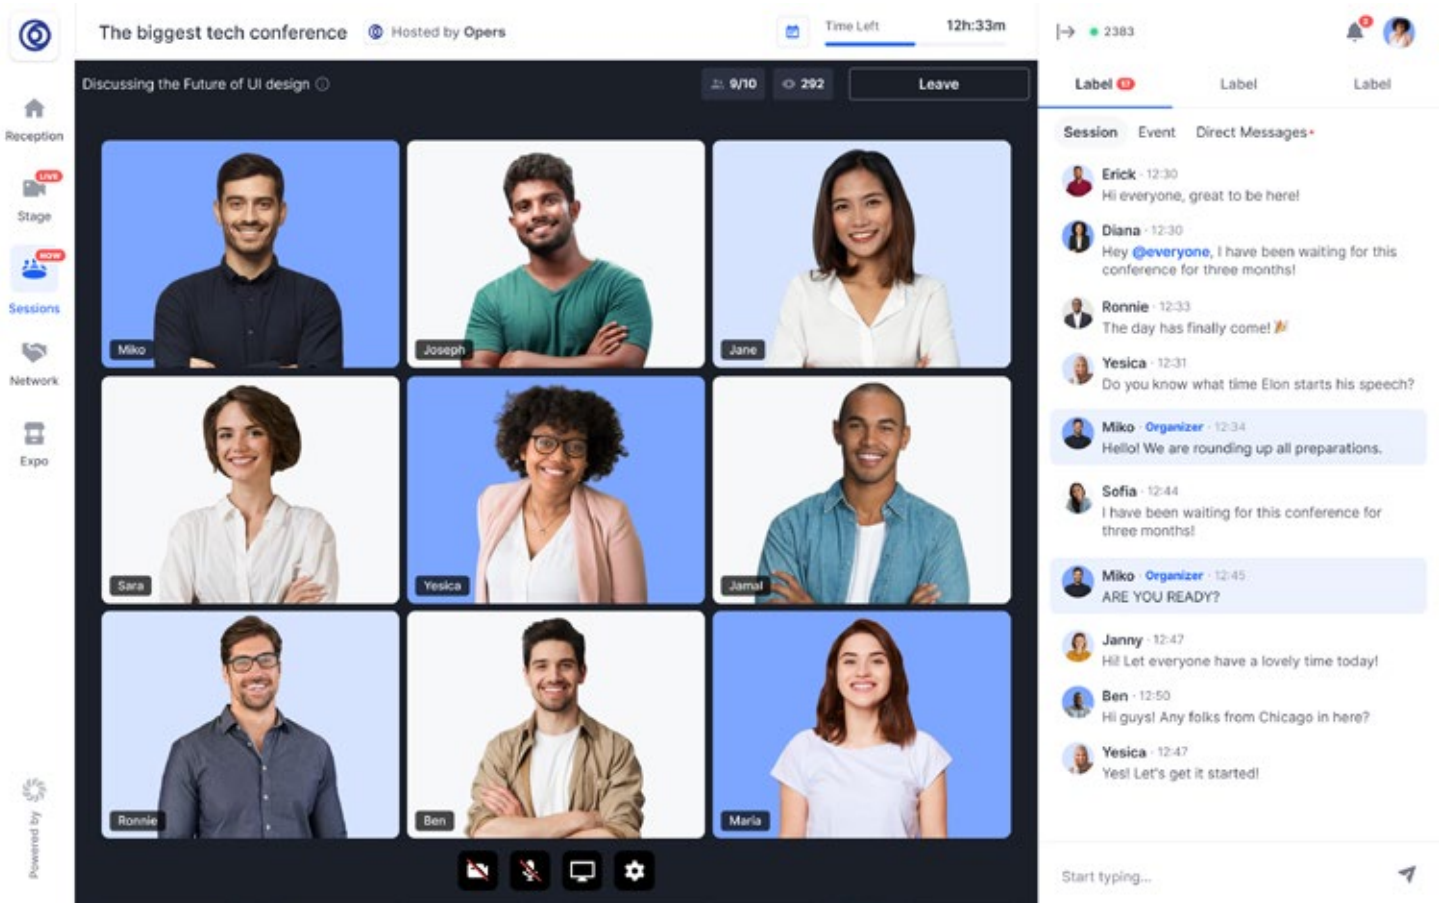 The biggest tech conference
Hosted by Opers
Time Left
12h:33m
2383
Discussing the Future of UI design
9/10
292
Leave
Reception
LIVE
Stage
NOW
Sessions
Network
Expo
Powered by
Miko
Joseph
Jane
Sara
Yesica
Jamal
Ronnie
Ben
Maria
Label
Label
Label
Session
Event
Direct Messages
Erick · 12:30
Hi everyone, great to be here!
Diana · 12:30
Hey @everyone, I have been waiting for this
conference for three months!
Ronnie · 12:33
The day has finally come! 🎉
Yesica · 12:31
Do you know what time Elon starts his speech?
Miko · Organizer · 12:34
Hello! We are rounding up all preparations.
Sofia · 12:44
I have been waiting for this conference for
three months!
Miko · Organizer · 12:45
ARE YOU READY?
Janny · 12:47
Hi! Let everyone have a lovely time today!
Ben · 12:50
Hi guys! Any folks from Chicago in here?
Yesica · 12:47
Yes! Let's get it started!
Start typing...